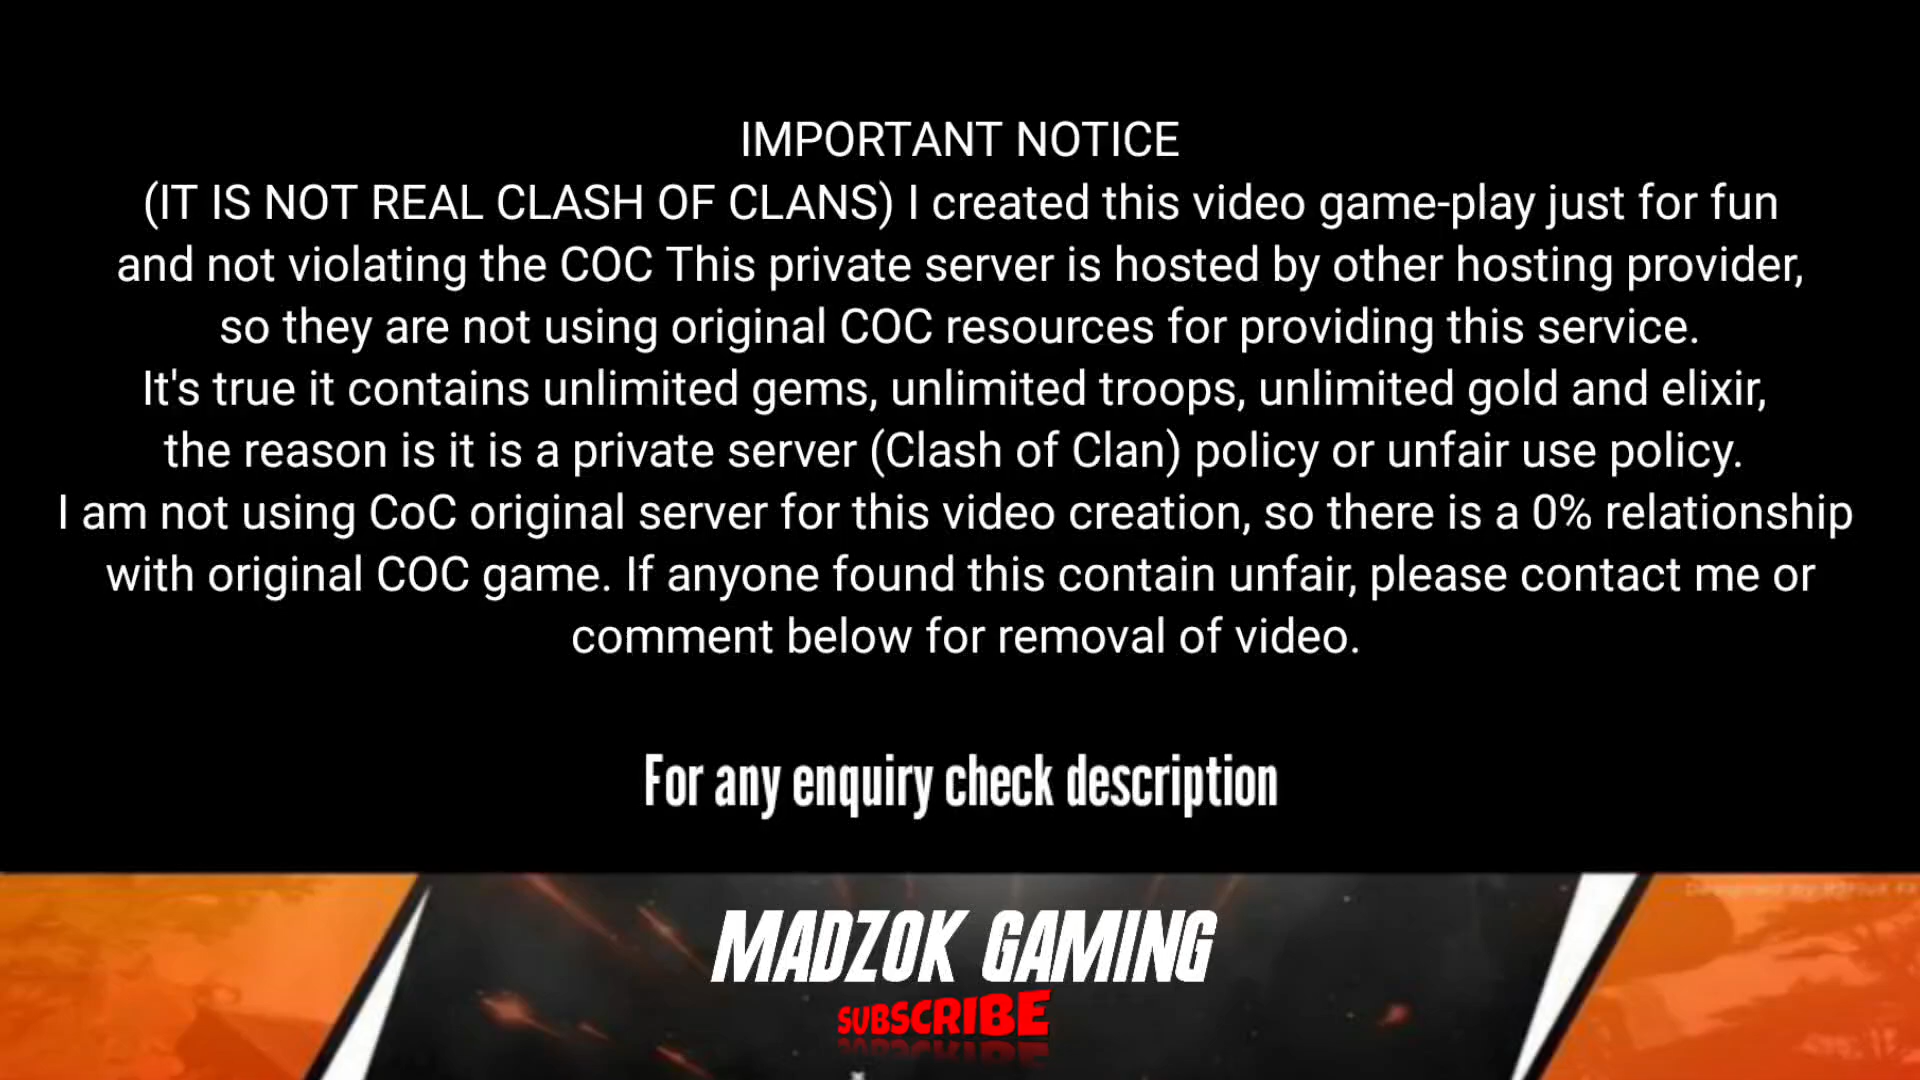 IMPORTANT NOTICE
(IT IS NOT REAL CLASH OF CLANS) I created this video game-play just for fun
and not violating the COC This private server is hosted by other hosting provider,
so they are not using original COC resources for providing this service.
It's true it contains unlimited gems, unlimited troops, unlimited gold and elixir,
the reason is it is a private server (Clash of Clan) policy or unfair use policy.
I am not using CoC original server for this video creation, so there is a 0% relationship
with original COC game. If anyone found this contain unfair, please contact me or
comment below for removal of video.
For any enquiry check description
MADZOK GAMING
SUBSCRIBE